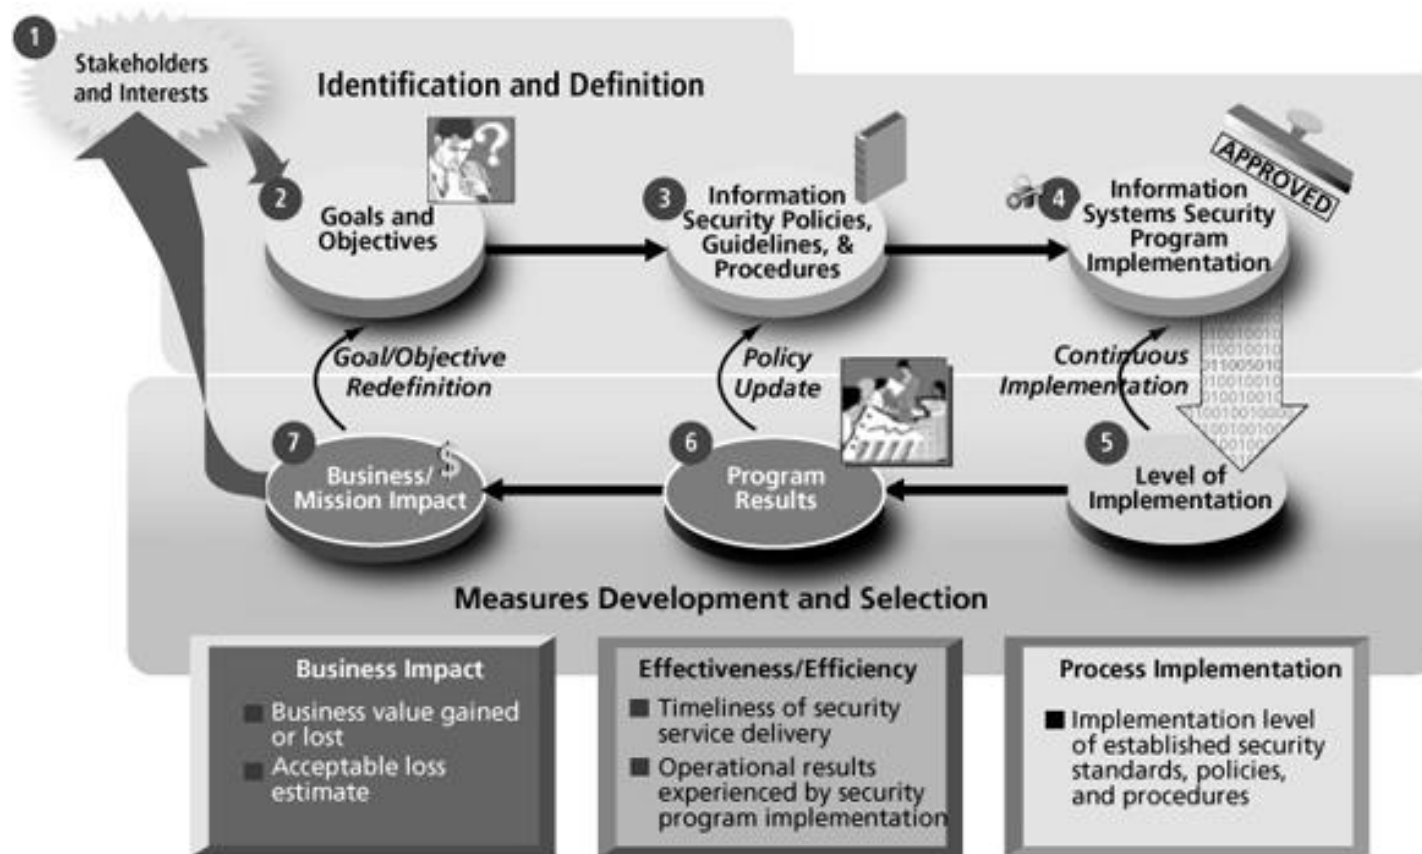 1
Stakeholders
and Interests
Identification and Definition
2
Goals and
Objectives
3
Information
Security Policies,
Guidelines, &
Procedures
4
Information
Systems Security
Program
Implementation
APPROVED
Goal/Objective
Redefinition
Policy
Update
Continuous
Implementation
7
Business/
Mission Impact
$
6
Program
Results
5
Level of
Implementation
Measures Development and Selection
Business Impact
■ Business value gained
or lost
■ Acceptable loss
estimate
Effectiveness/Efficiency
■ Timeliness of security
service delivery
■ Operational results
experienced by security
program implementation
Process Implementation
■ Implementation level
of established security
standards, policies,
and procedures